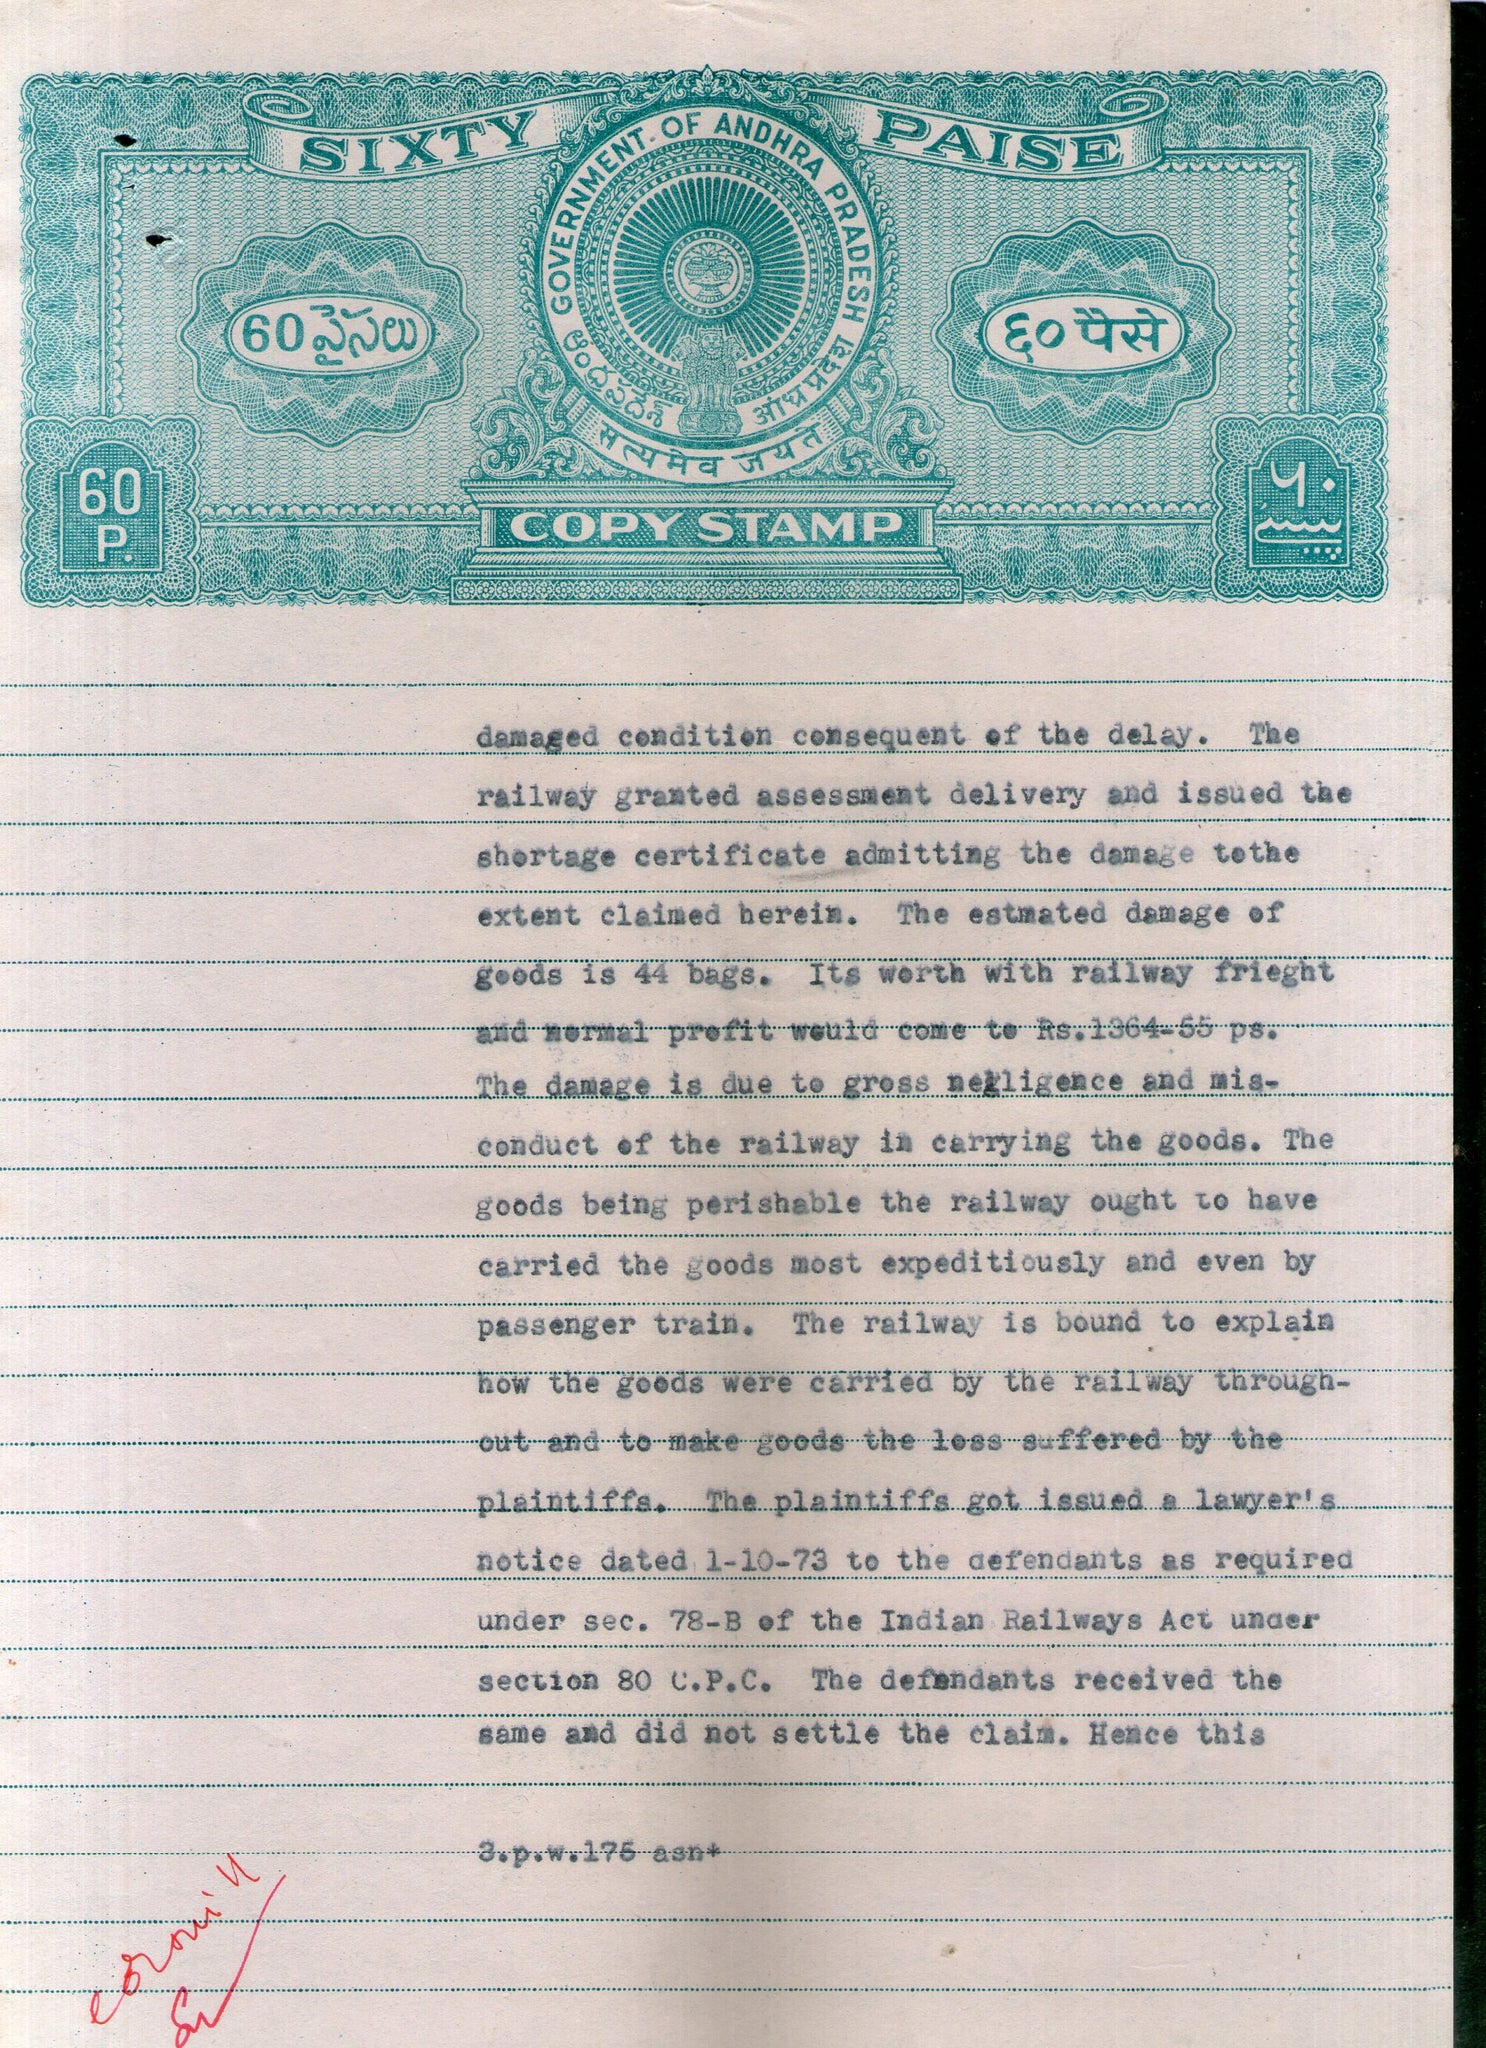 SIXTY PAISE
GOVERNMENT OF ANDHRA PRADESH
60 పైసలు
६० पैसे
ఆంధ్రప్రదేశ్
आंध्र प्रदेश
सत्यमेव जयते
60
P.
COPY STAMP
damaged condition consequent of the delay. The
railway granted assessment delivery and issued the
shortage certificate admitting the damage tothe
extent claimed herein. The estmated damage of
goods is 44 bags. Its worth with railway frieght
and normal profit would come to Rs.1364-55 ps.
The damage is due to gross negligence and mis-
conduct of the railway in carrying the goods. The
goods being perishable the railway ought to have
carried the goods most expeditiously and even by
passenger train. The railway is bound to explain
how the goods were carried by the railway through-
out and to make goods the loss suffered by the
plaintiffs. The plaintiffs got issued a lawyer's
notice dated 1-10-73 to the defendants as required
under sec. 78-B of the Indian Railways Act under
section 80 C.P.C. The defendants received the
same and did not settle the claim. Hence this
3.p.w.175 asn*